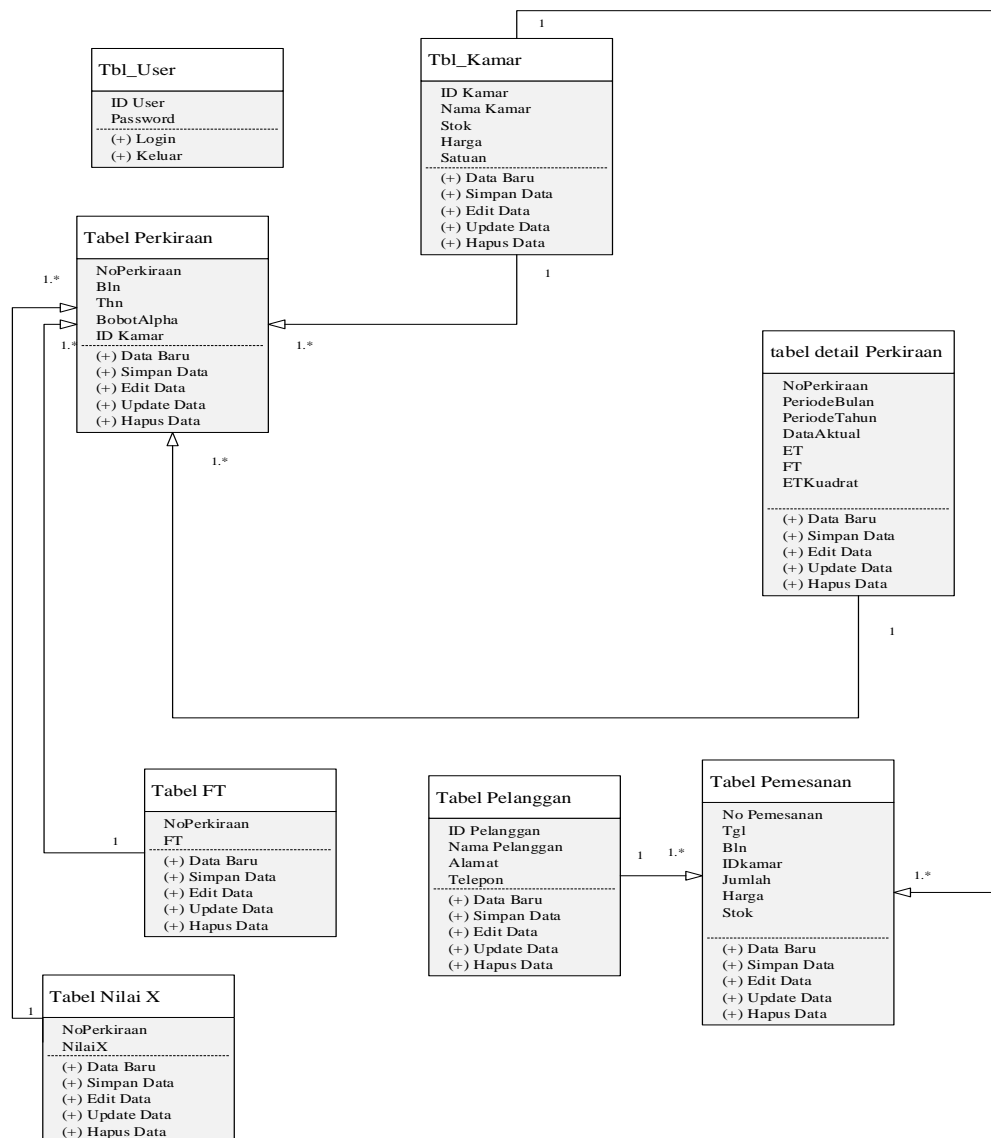 1
Tbl_User
ID User
Password
(+) Login
(+) Keluar
Tbl_Kamar
ID Kamar
Nama Kamar
Stok
Harga
Satuan
(+) Data Baru
(+) Simpan Data
(+) Edit Data
(+) Update Data
(+) Hapus Data
1
Tabel Perkiraan
NoPerkiraan
Bln
Thn
BobotAlpha
ID Kamar
(+) Data Baru
(+) Simpan Data
(+) Edit Data
(+) Update Data
(+) Hapus Data
1.*
1.*
1.*
1.*
tabel detail Perkiraan
NoPerkiraan
PeriodeBulan
PeriodeTahun
DataAktual
ET
FT
ETKuadrat
(+) Data Baru
(+) Simpan Data
(+) Edit Data
(+) Update Data
(+) Hapus Data
1
Tabel FT
NoPerkiraan
FT
(+) Data Baru
(+) Simpan Data
(+) Edit Data
(+) Update Data
(+) Hapus Data
1
Tabel Pelanggan
ID Pelanggan
Nama Pelanggan
Alamat
Telepon
(+) Data Baru
(+) Simpan Data
(+) Edit Data
(+) Update Data
(+) Hapus Data
1
1.*
Tabel Pemesanan
No Pemesanan
Tgl
Bln
IDkamar
Jumlah
Harga
Stok
(+) Data Baru
(+) Simpan Data
(+) Edit Data
(+) Update Data
(+) Hapus Data
1.*
Tabel Nilai X
NoPerkiraan
NilaiX
(+) Data Baru
(+) Simpan Data
(+) Edit Data
(+) Update Data
(+) Hapus Data
1